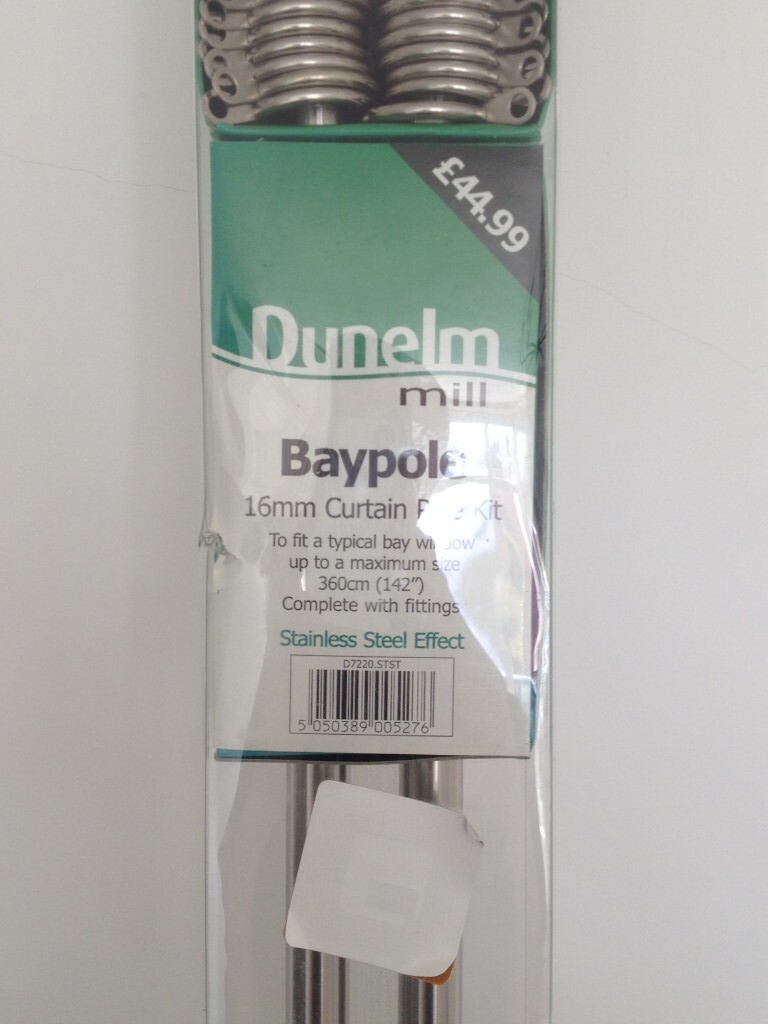 £44.99
Dunelm
mill
Baypole
16mm Curtain Kit
To fit a typical bay window
up to a maximum size
360cm (142")
Complete with fittings
Stainless Steel Effect
D7220.STST
5 050389 005276